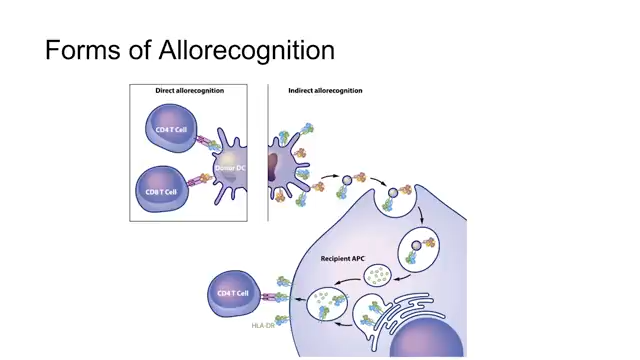 Forms of Allorecognition
Direct allorecognition
Indirect allorecognition
CD4 T Cell
Donor DC
CD8 T Cell
Recipient APC
CD4 T Cell
HLA-DR